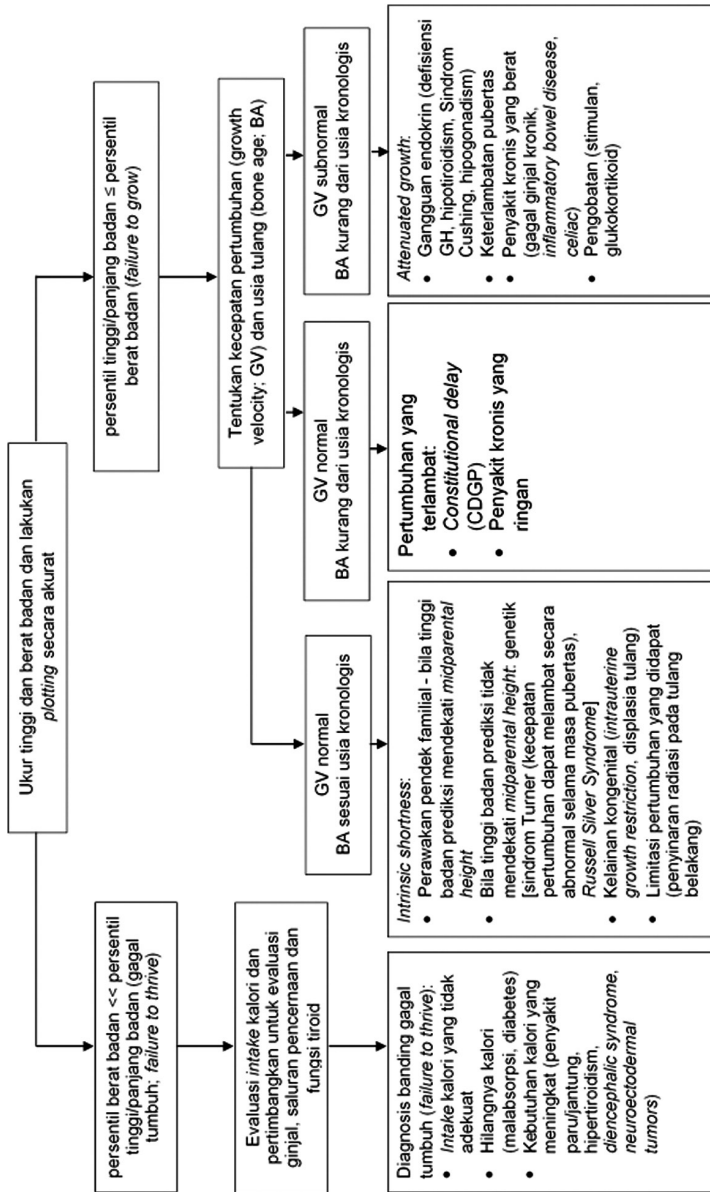 Ukur tinggi dan berat badan dan lakukan
plotting secara akurat
persentil berat badan << persentil
tinggi/panjang badan (gagal
tumbuh; failure to thrive)
Evaluasi intake kalori dan
pertimbangkan untuk evaluasi
ginjal, saluran pencernaan dan
fungsi tiroid
Diagnosis banding gagal
tumbuh (failure to thrive):
• Intake kalori yang tidak
adekuat
• Hilangnya kalori
(malabsorpsi, diabetes)
• Kebutuhan kalori yang
meningkat (penyakit
paru/jantung,
hipertiroidism,
diencephalic syndrome,
neuroectodermal
tumors)
persentil tinggi/panjang badan ≤ persentil
berat badan (failure to grow)
Tentukan kecepatan pertumbuhan (growth
velocity; GV) dan usia tulang (bone age; BA)
GV normal
BA sesuai usia kronologis
Intrinsic shortness:
• Perawakan pendek familial - bila tinggi
badan prediksi mendekati midparental
height
• Bila tinggi badan prediksi tidak
mendekati midparental height: genetik
[sindrom Turner (kecepatan
pertumbuhan dapat melambat secara
abnormal selama masa pubertas),
Russell Silver Syndrome]
• Kelainan kongenital (intrauterine
growth restriction, displasia tulang)
• Limitasi pertumbuhan yang didapat
(penyinaran radiasi pada tulang
belakang)
GV normal
BA kurang dari usia kronologis
Pertumbuhan yang
terlambat:
• Constitutional delay
(CDGP)
• Penyakit kronis yang
ringan
GV subnormal
BA kurang dari usia kronologis
Attenuated growth:
• Gangguan endokrin (defisiensi
GH, hipotiroidism, Sindrom
Cushing, hipogonadism)
• Keterlambatan pubertas
• Penyakit kronis yang berat
(gagal ginjal kronik,
inflammatory bowel disease,
celiac)
• Pengobatan (stimulan,
glukokortikoid)